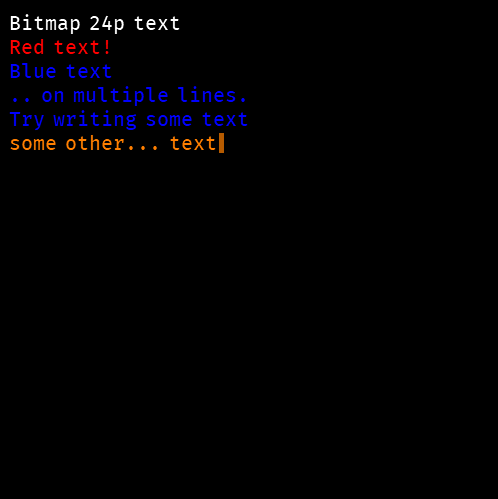 Bitmap 24p text
Red text!
Blue text
.. on multiple lines.
Try writing some text
some other... text